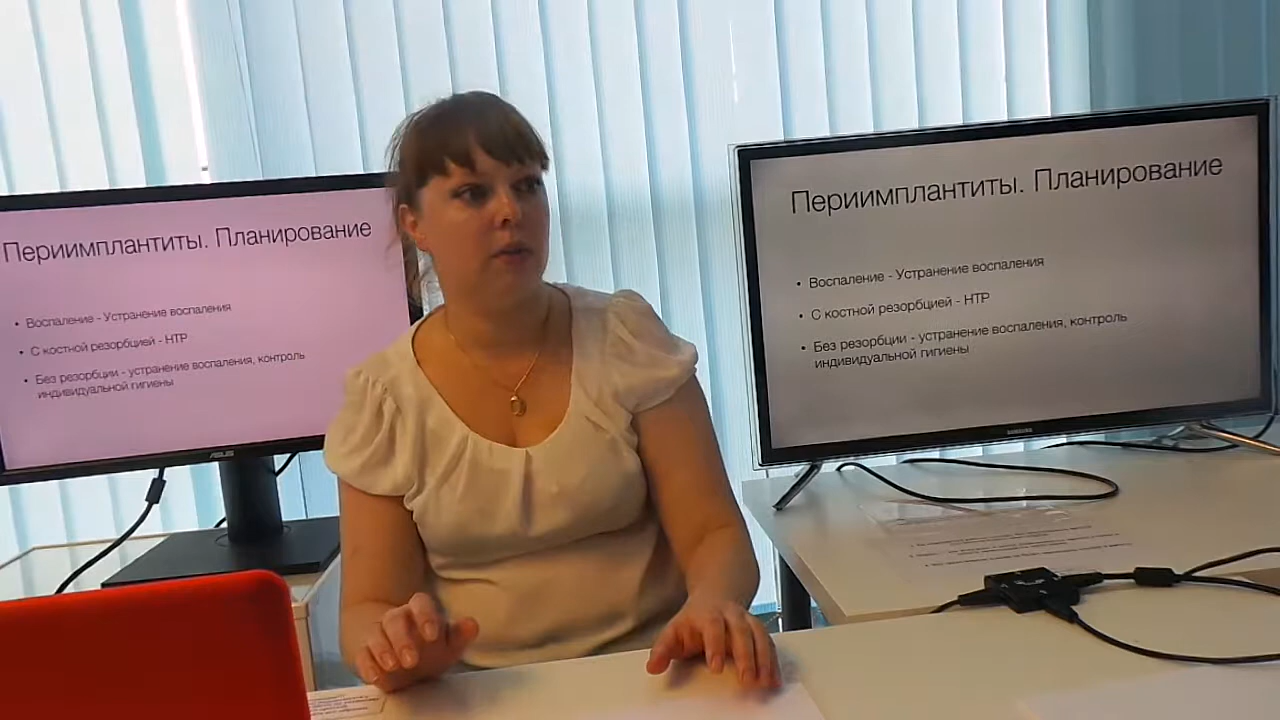 Периимплантиты. Планирование
• Воспаление - Устранение воспаления
• С костной резорбцией - НТР
• Без резорбции - устранение воспаления, контроль
индивидуальной гигиены
ASUS
Периимплантиты. Планирование
• Воспаление - Устранение воспаления
• С костной резорбцией - НТР
• Без резорбции - устранение воспаления, контроль
индивидуальной гигиены
SAMSUNG